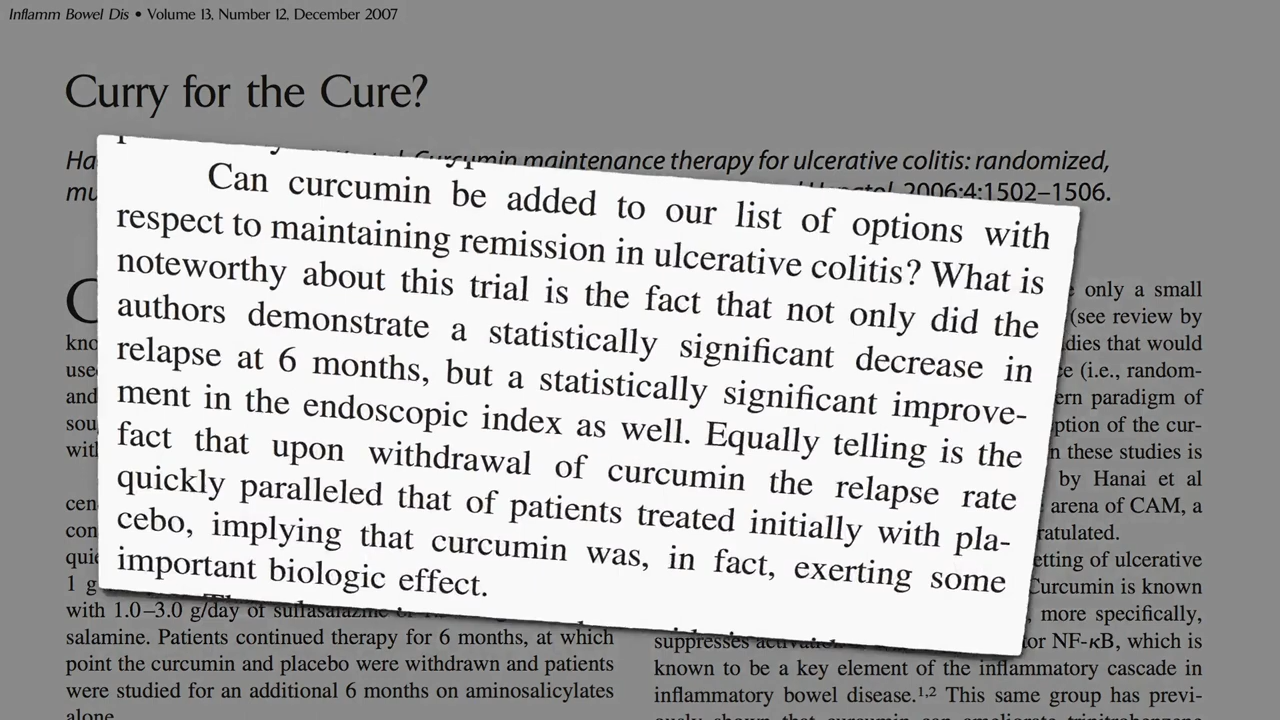 Inflamm Bowel Dis • Volume 13, Number 12, December 2007
Curry for the Cure?
Curcumin maintenance therapy for ulcerative colitis: randomized,
2006;4:1502–1506.
Can curcumin be added to our list of options with
respect to maintaining remission in ulcerative colitis? What is
noteworthy about this trial is the fact that not only did the
authors demonstrate a statistically significant decrease in
relapse at 6 months, but a statistically significant improve-
ment in the endoscopic index as well. Equally telling is the
fact that upon withdrawal of curcumin the relapse rate
quickly paralleled that of patients treated initially with pla-
cebo, implying that curcumin was, in fact, exerting some
important biologic effect.
with 1.0–3.0 g/day of sulfasalazine
salamine. Patients continued therapy for 6 months, at which
point the curcumin and placebo were withdrawn and patients
were studied for an additional 6 months on aminosalicylates
alone
only a small
(see review by
that would
(i.e., random-
paradigm of
of the cur-
these studies is
by Hanai et al
arena of CAM, a
of ulcerative
Curcumin is known
more specifically,
suppresses NF-κB, which is
known to be a key element of the inflammatory cascade in
inflammatory bowel disease.1,2 This same group has previ-
ously shown that curcumin can ameliorate